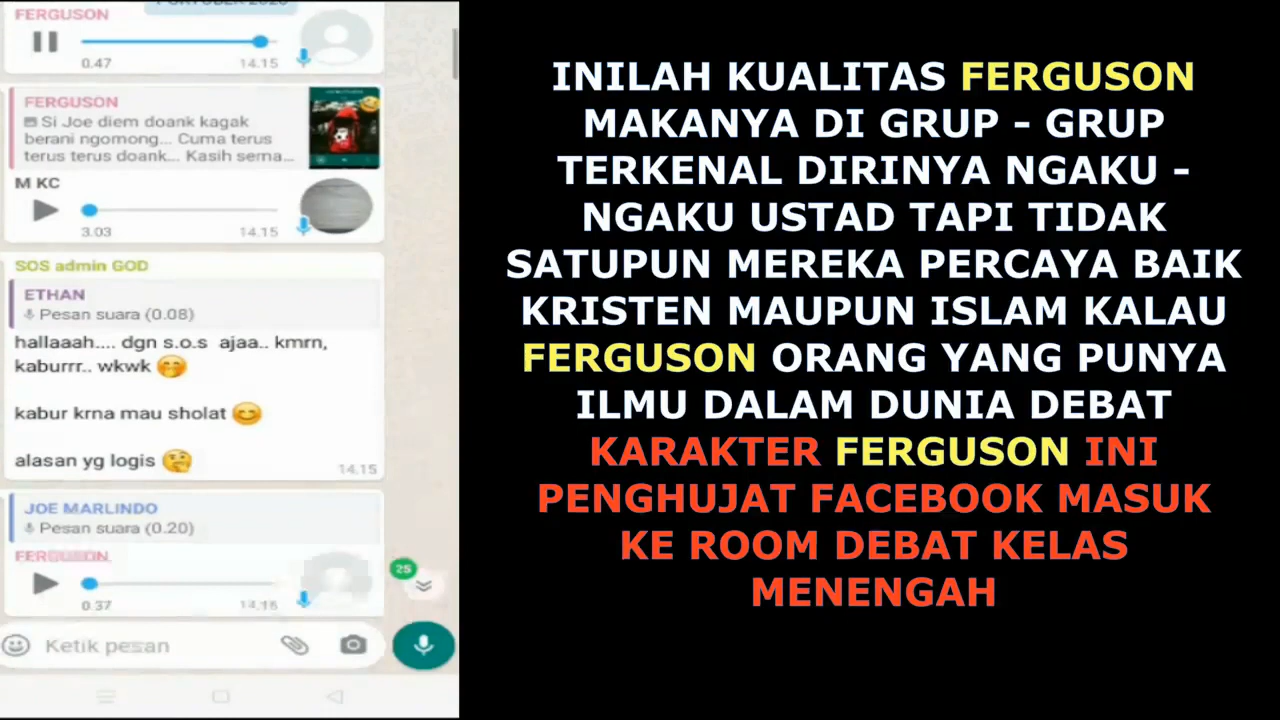 FERGUSON
0.47
14.15
FERGUSON
Si Joe diem doank kagak
berani ngomong... Cuma terus
terus terus doank... Kasih sema...
M KC
3.03
14.15
SOS admin GOD
ETHAN
Pesan suara (0.08)
hallaaah.... dgn s.o.s ajaa.. kmrn,
kaburrr.. wkwk 🤭
kabur krna mau sholat 😊
alasan yg logis 🤔
14.15
JOE MARLINDO
Pesan suara (0.20)
FERGUSON
25
0.37
Ketik pesan
INILAH KUALITAS FERGUSON
MAKANYA DI GRUP - GRUP
TERKENAL DIRINYA NGAKU -
NGAKU USTAD TAPI TIDAK
SATUPUN MEREKA PERCAYA BAIK
KRISTEN MAUPUN ISLAM KALAU
FERGUSON ORANG YANG PUNYA
ILMU DALAM DUNIA DEBAT
KARAKTER FERGUSON INI
PENGHUJAT FACEBOOK MASUK
KE ROOM DEBAT KELAS
MENENGAH